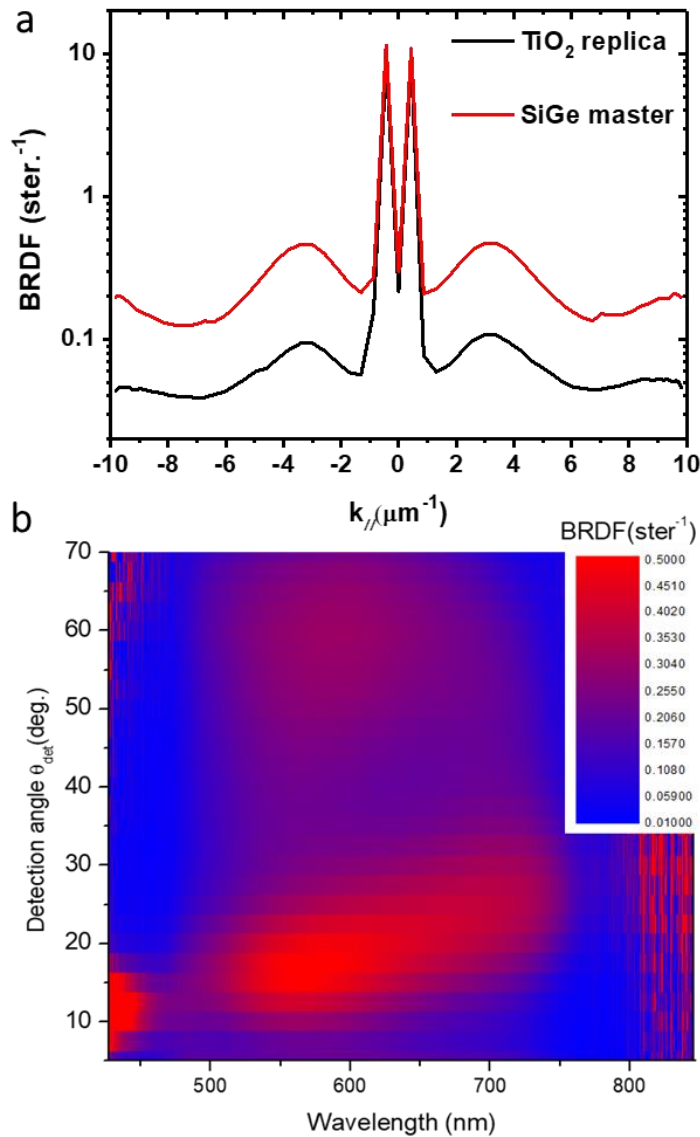 a
TiO₂ replica
SiGe master
BRDF (ster.⁻¹)
10
1
0.1
-10 -8 -6 -4 -2 0 2 4 6 8 10
k//(μm⁻¹)
b
BRDF(ster⁻¹)
0.5000
0.4510
0.4020
0.3530
0.3040
0.2550
0.2060
0.1570
0.1080
0.05900
0.01000
Detection angle θdet(deg.)
70
60
50
40
30
20
10
500 600 700 800
Wavelength (nm)